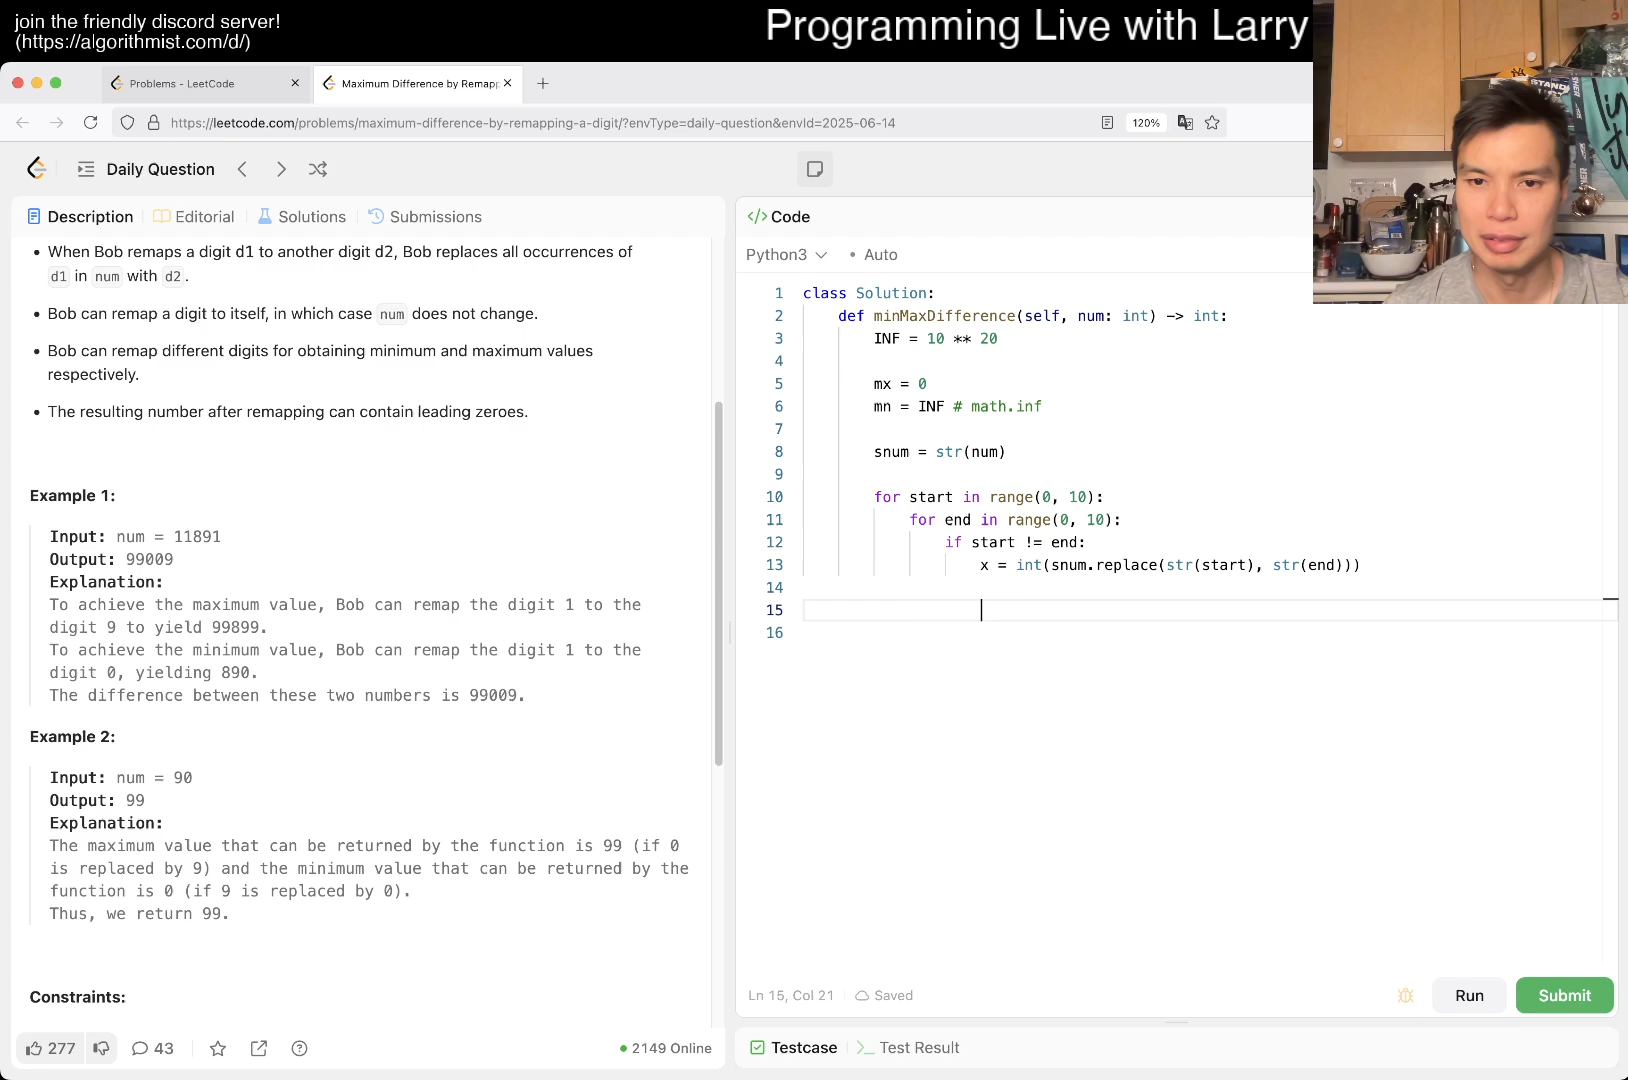 join the friendly discord server!
(https://algorithmist.com/d/)
Programming Live with Larry
Problems - LeetCode
Maximum Difference by Remapp
https://leetcode.com/problems/maximum-difference-by-remapping-a-digit/?envType=daily-question&envId=2025-06-14
120%
Daily Question
Description
Editorial
Solutions
Submissions
• When Bob remaps a digit d1 to another digit d2, Bob replaces all occurrences of
d1 in num with d2.
• Bob can remap a digit to itself, in which case num does not change.
• Bob can remap different digits for obtaining minimum and maximum values
respectively.
• The resulting number after remapping can contain leading zeroes.
Example 1:
Input: num = 11891
Output: 99009
Explanation:
To achieve the maximum value, Bob can remap the digit 1 to the
digit 9 to yield 99899.
To achieve the minimum value, Bob can remap the digit 1 to the
digit 0, yielding 890.
The difference between these two numbers is 99009.
Example 2:
Input: num = 90
Output: 99
Explanation:
The maximum value that can be returned by the function is 99 (if 0
is replaced by 9) and the minimum value that can be returned by the
function is 0 (if 9 is replaced by 0).
Thus, we return 99.
Constraints:
277
43
2149 Online
</> Code
Python3
• Auto
1 class Solution:
2 def minMaxDifference(self, num: int) -> int:
3 INF = 10 ** 20
4
5 mx = 0
6 mn = INF # math.inf
7
8 snum = str(num)
9
10 for start in range(0, 10):
11 for end in range(0, 10):
12 if start != end:
13 x = int(snum.replace(str(start), str(end)))
14
15
16
Ln 15, Col 21
Saved
Run
Submit
Testcase
Test Result